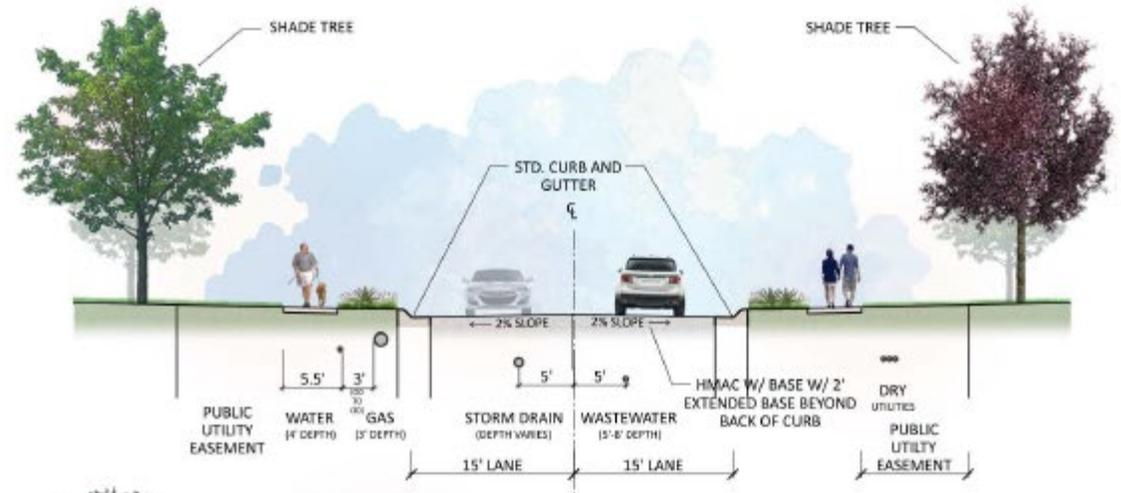 SHADE TREE
SHADE TREE
STD. CURB AND
GUTTER
℄
← 2% SLOPE
2% SLOPE →
5.5'
3'
5'
5'
HMAC W/ BASE W/ 2'
EXTENDED BASE BEYOND
BACK OF CURB
DRY
UTILITIES
PUBLIC
UTILITY
EASEMENT
WATER
(4' DEPTH)
GAS
(3' DEPTH)
STORM DRAIN
(DEPTH VARIES)
WASTEWATER
(5'-8' DEPTH)
PUBLIC
UTILTY
EASEMENT
15' LANE
15' LANE